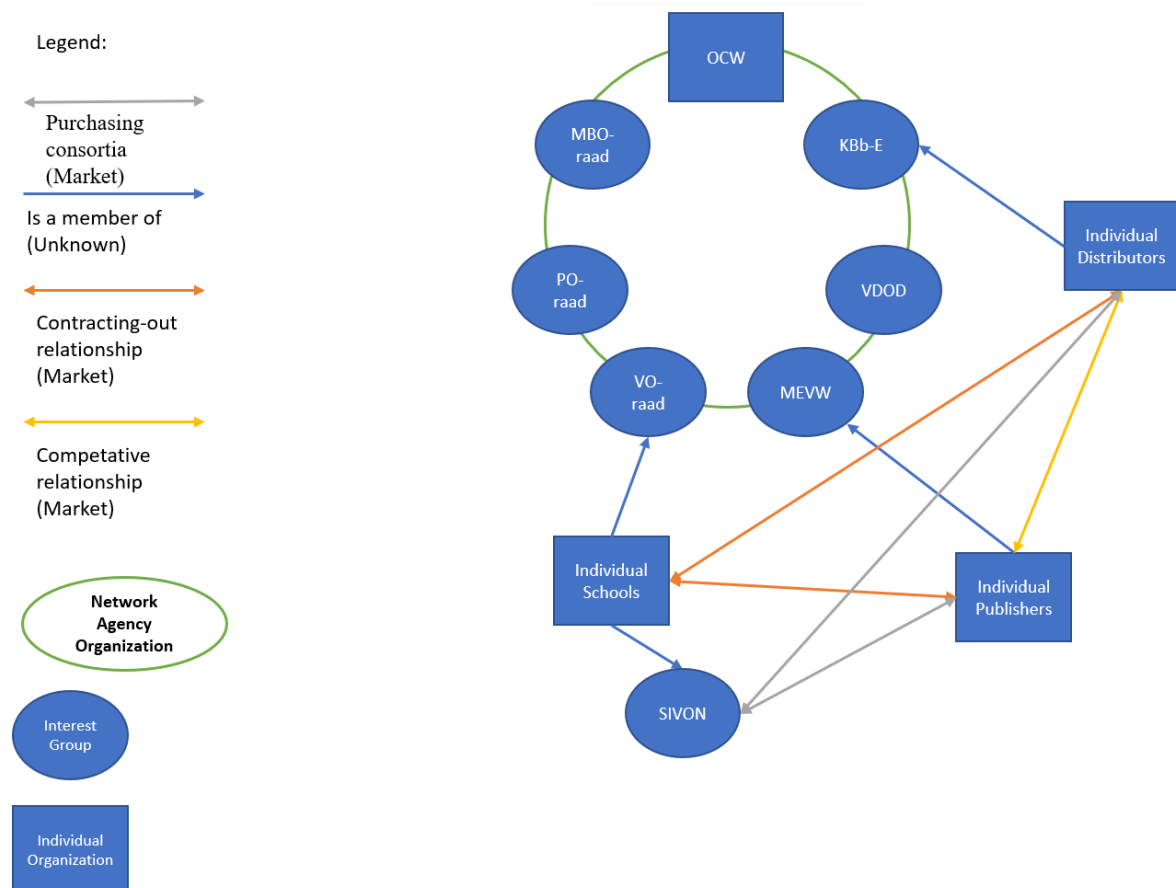 Legend:
Purchasing
consortia
(Market)
Is a member of
(Unknown)
Contracting-out
relationship
(Market)
Competative
relationship
(Market)
Network
Agency
Organization
Interest
Group
Individual
Organization
OCW
MBO-
raad
KBb-E
PO-
raad
VDOD
VO-
raad
MEVW
Individual
Distributors
Individual
Schools
Individual
Publishers
SIVON